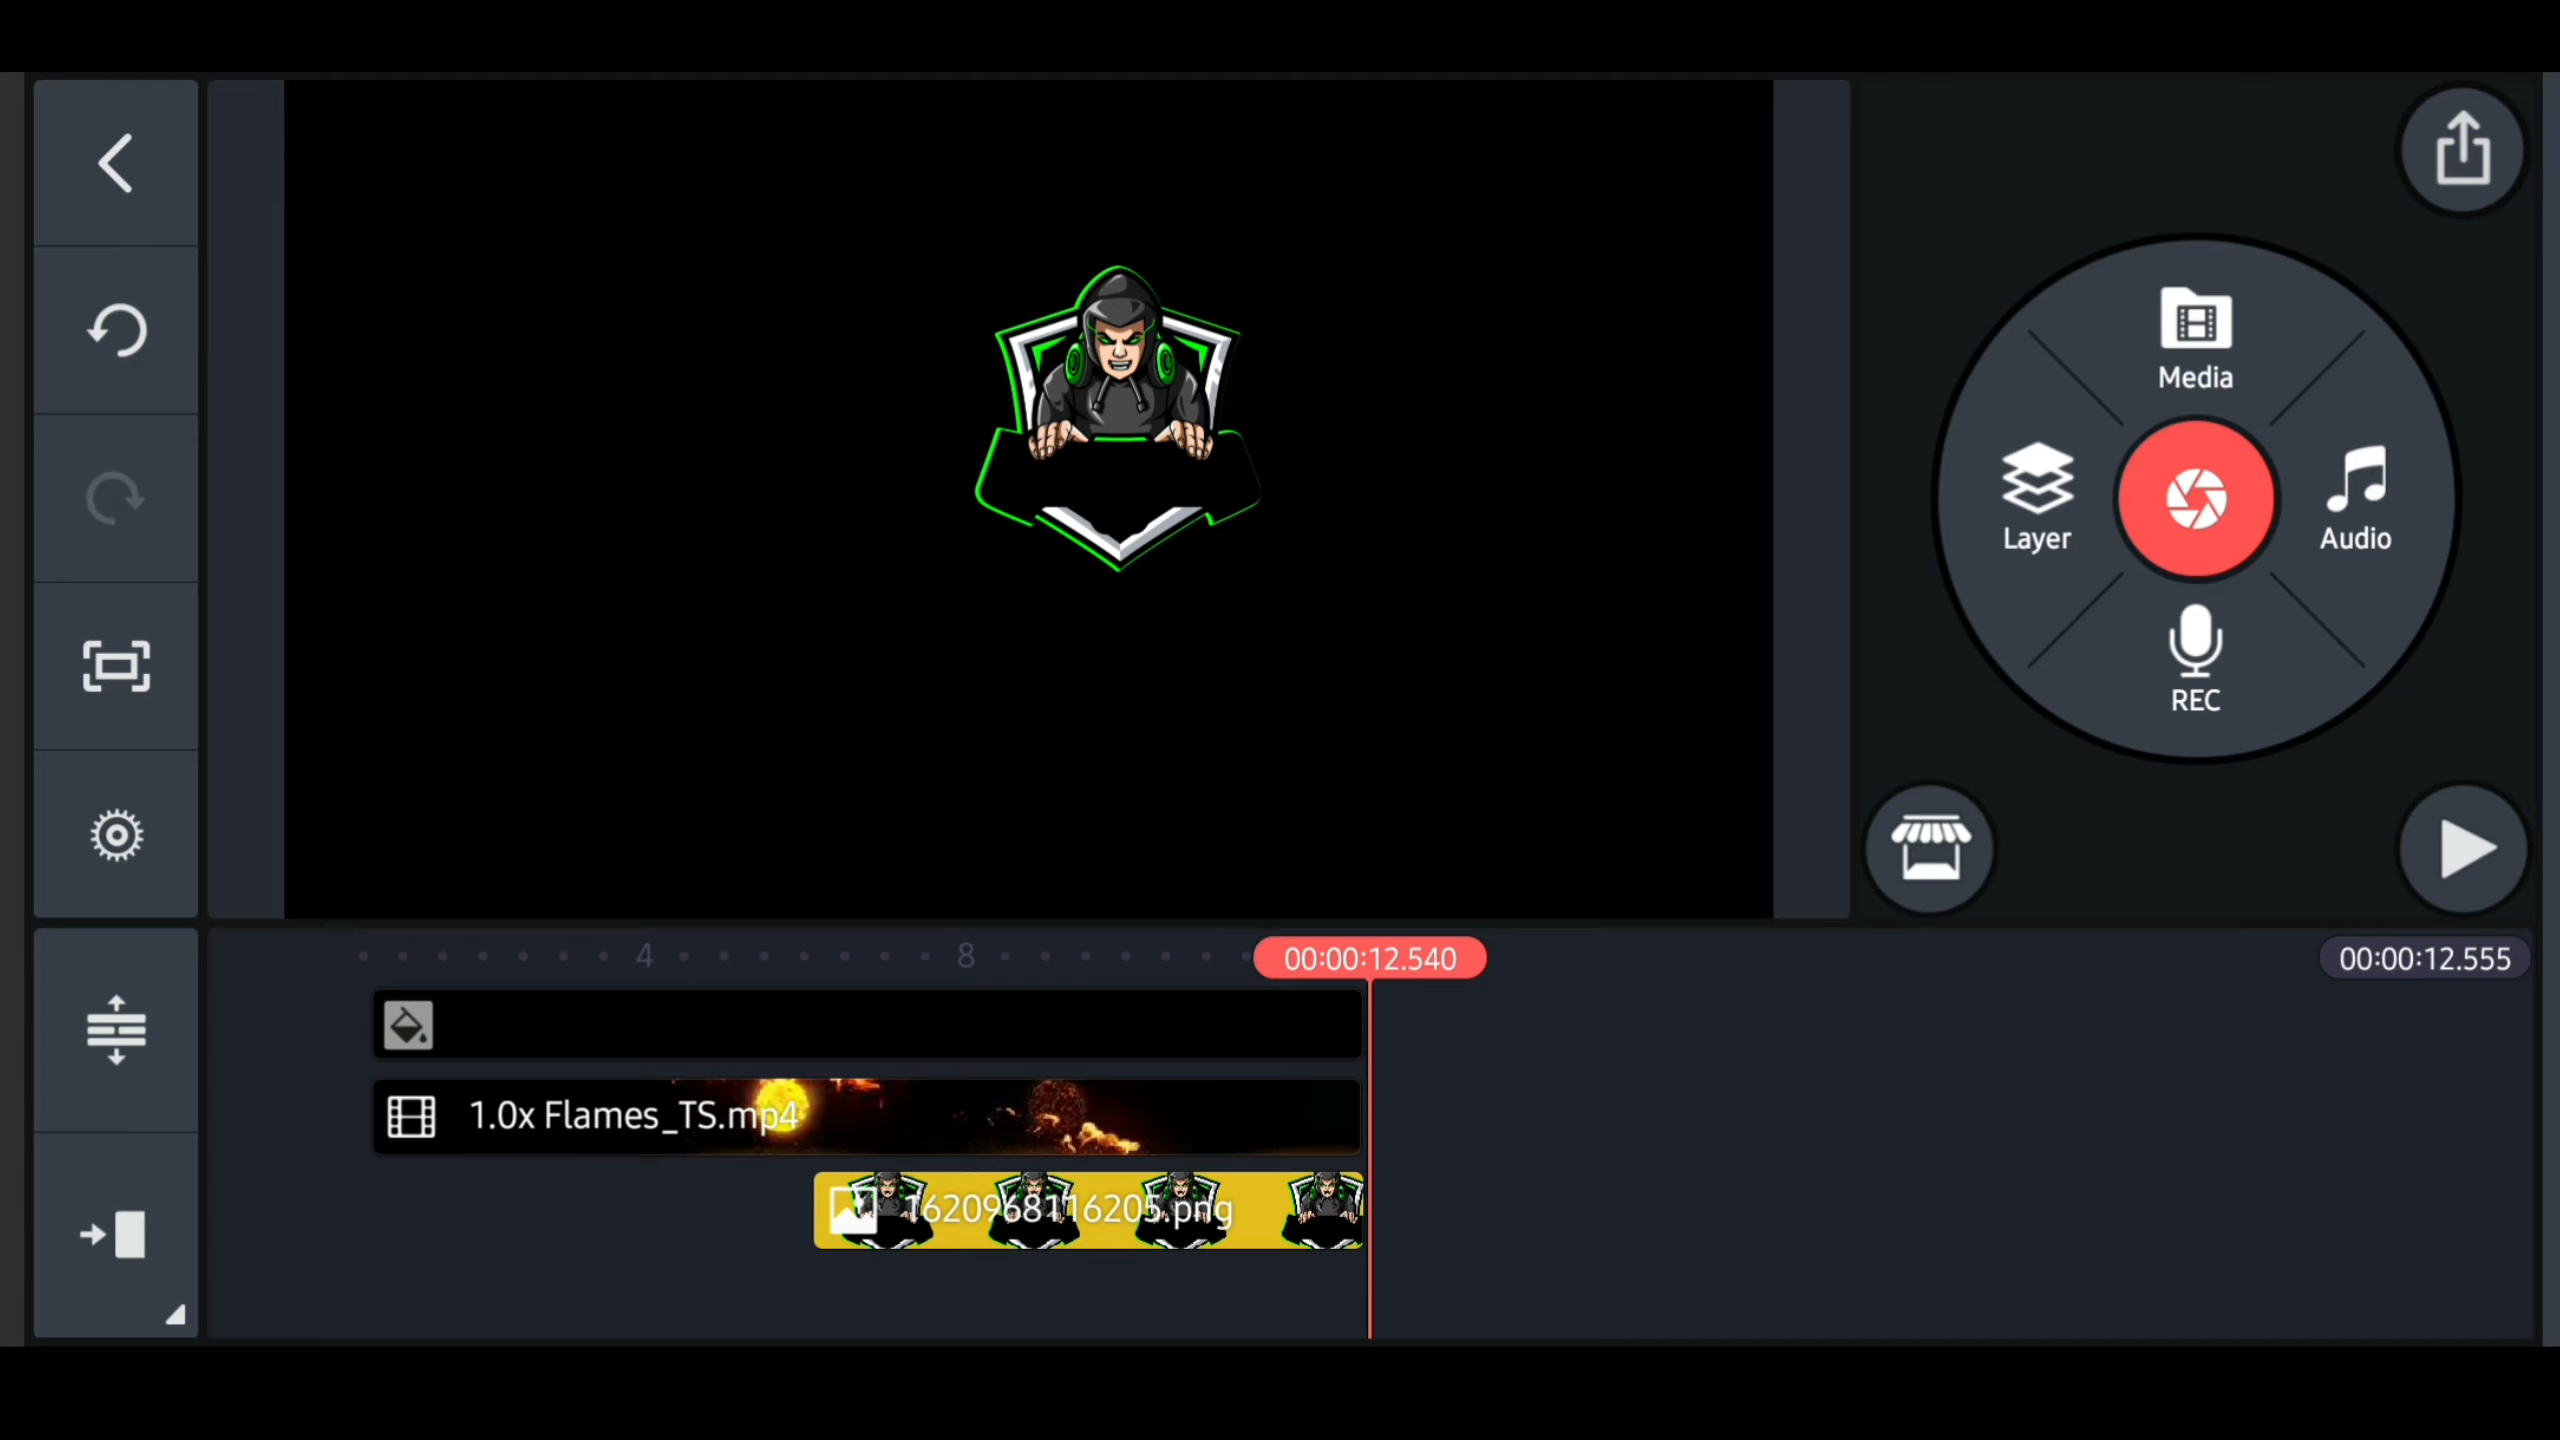 Media
Layer
Audio
REC
4
8
00:00:12.540
00:00:12.555
1.0x Flames_TS.mp4
1620968116205.png